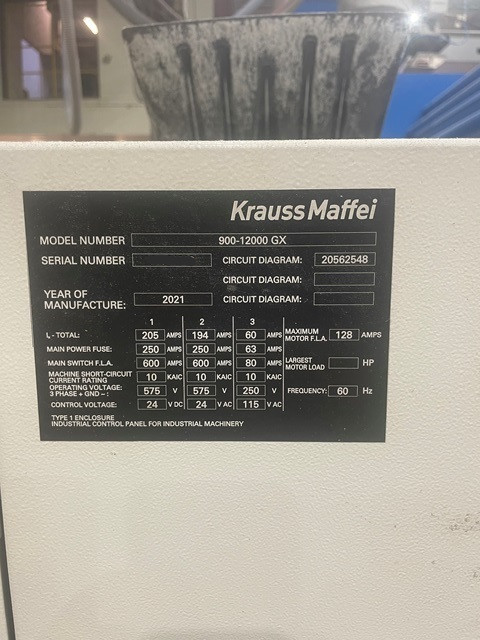 Krauss Maffei
MODEL NUMBER 900-12000 GX
SERIAL NUMBER CIRCUIT DIAGRAM: 20562548
CIRCUIT DIAGRAM:
YEAR OF MANUFACTURE: 2021 CIRCUIT DIAGRAM:
1 2 3
I₁ - TOTAL: 205 AMPS 194 AMPS 60 AMPS MAXIMUM MOTOR F.L.A. 128 AMPS
MAIN POWER FUSE: 250 AMPS 250 AMPS 63 AMPS
MAIN SWITCH F.L.A. 600 AMPS 600 AMPS 80 AMPS LARGEST MOTOR LOAD HP
MACHINE SHORT-CIRCUIT CURRENT RATING 10 KAIC 10 KAIC 10 KAIC
OPERATING VOLTAGE: 3 PHASE + GND ~ : 575 V 575 V 250 V FREQUENCY: 60 Hz
CONTROL VOLTAGE: 24 V DC 24 V AC 115 V AC
TYPE 1 ENCLOSURE
INDUSTRIAL CONTROL PANEL FOR INDUSTRIAL MACHINERY